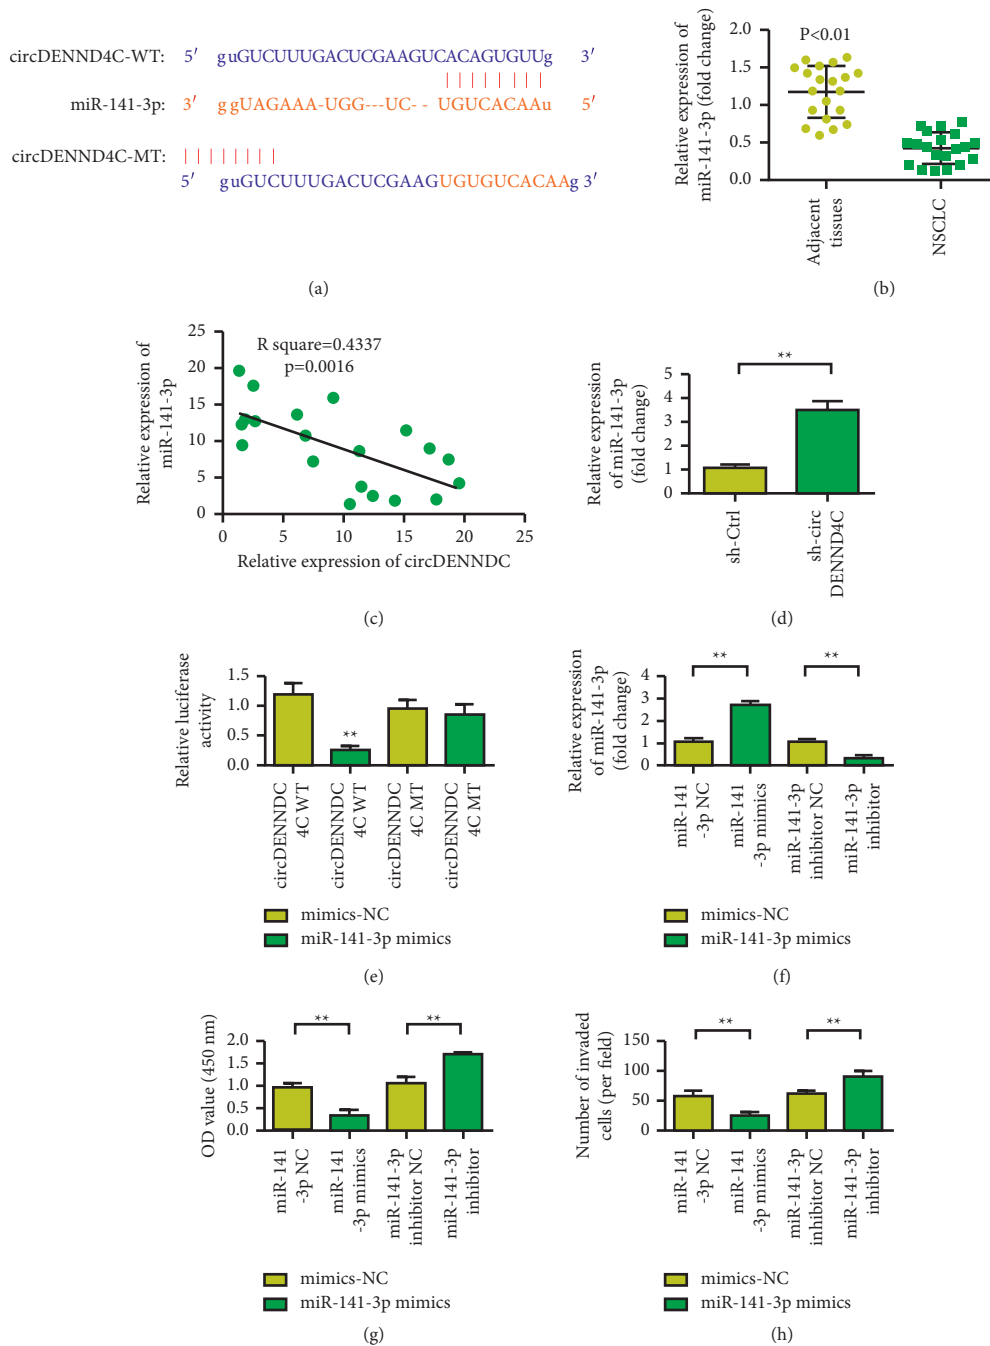 circDENND4C-WT: 5′ guGUCUUUGACUCGAAGUCACAGUGUUg 3′
miR-141-3p: 3′ ggUAGAAA-UGG---UC- - UGUCACAAu 5′
circDENND4C-MT:
5′ guGUCUUUGACUCGAAGUGUGUCACAAg 3′
(a)
Relative expression of
miR-141-3p (fold change)
2.0
1.5
1.0
0.5
0.0
P<0.01
Adjacent
tissues
NSCLC
(b)
Relative expression of
miR-141-3p
25
20
15
10
5
0
R square=0.4337
p=0.0016
0 5 10 15 20 25
Relative expression of circDENNDC
(c)
Relative expression
of miR-141-3p
(fold change)
5
4
3
2
1
0
**
sh-Ctrl
sh-circ
DENND4C
(d)
Relative luciferase
activity
1.5
1.0
0.5
0.0
**
circDENNDC
4C WT
circDENNDC
4C WT
circDENNDC
4C MT
circDENNDC
4C MT
mimics-NC
miR-141-3p mimics
(e)
Relative expression
of miR-141-3p
(fold change)
4
3
2
1
0
** **
miR-141
-3p NC
miR-141
-3p mimics
miR-141-3p
inhibitor NC
miR-141-3p
inhibitor
mimics-NC
miR-141-3p mimics
(f)
OD value (450 nm)
2.0
1.5
1.0
0.5
0.0
** **
miR-141
-3p NC
miR-141
-3p mimics
miR-141-3p
inhibitor NC
miR-141-3p
inhibitor
mimics-NC
miR-141-3p mimics
(g)
Number of invaded
cells (per field)
150
100
50
0
** **
miR-141
-3p NC
miR-141
-3p mimics
miR-141-3p
inhibitor NC
miR-141-3p
inhibitor
mimics-NC
miR-141-3p mimics
(h)